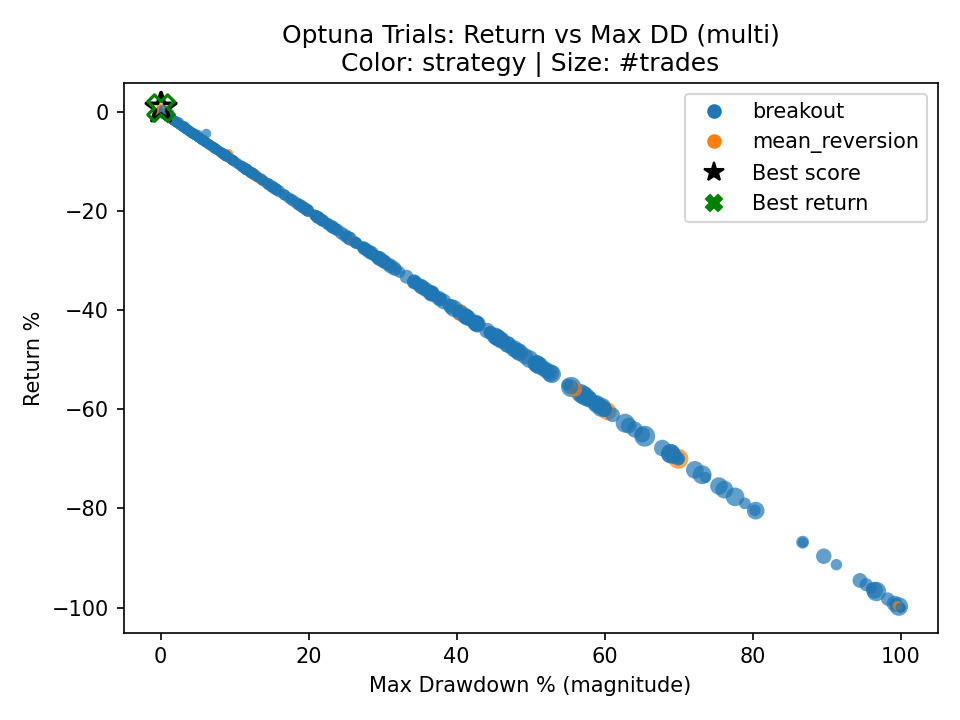 Optuna Trials: Return vs Max DD (multi)
Color: strategy | Size: #trades
breakout
mean_reversion
Best score
Best return
Return %
0
−20
−40
−60
−80
−100
0
20
40
60
80
100
Max Drawdown % (magnitude)